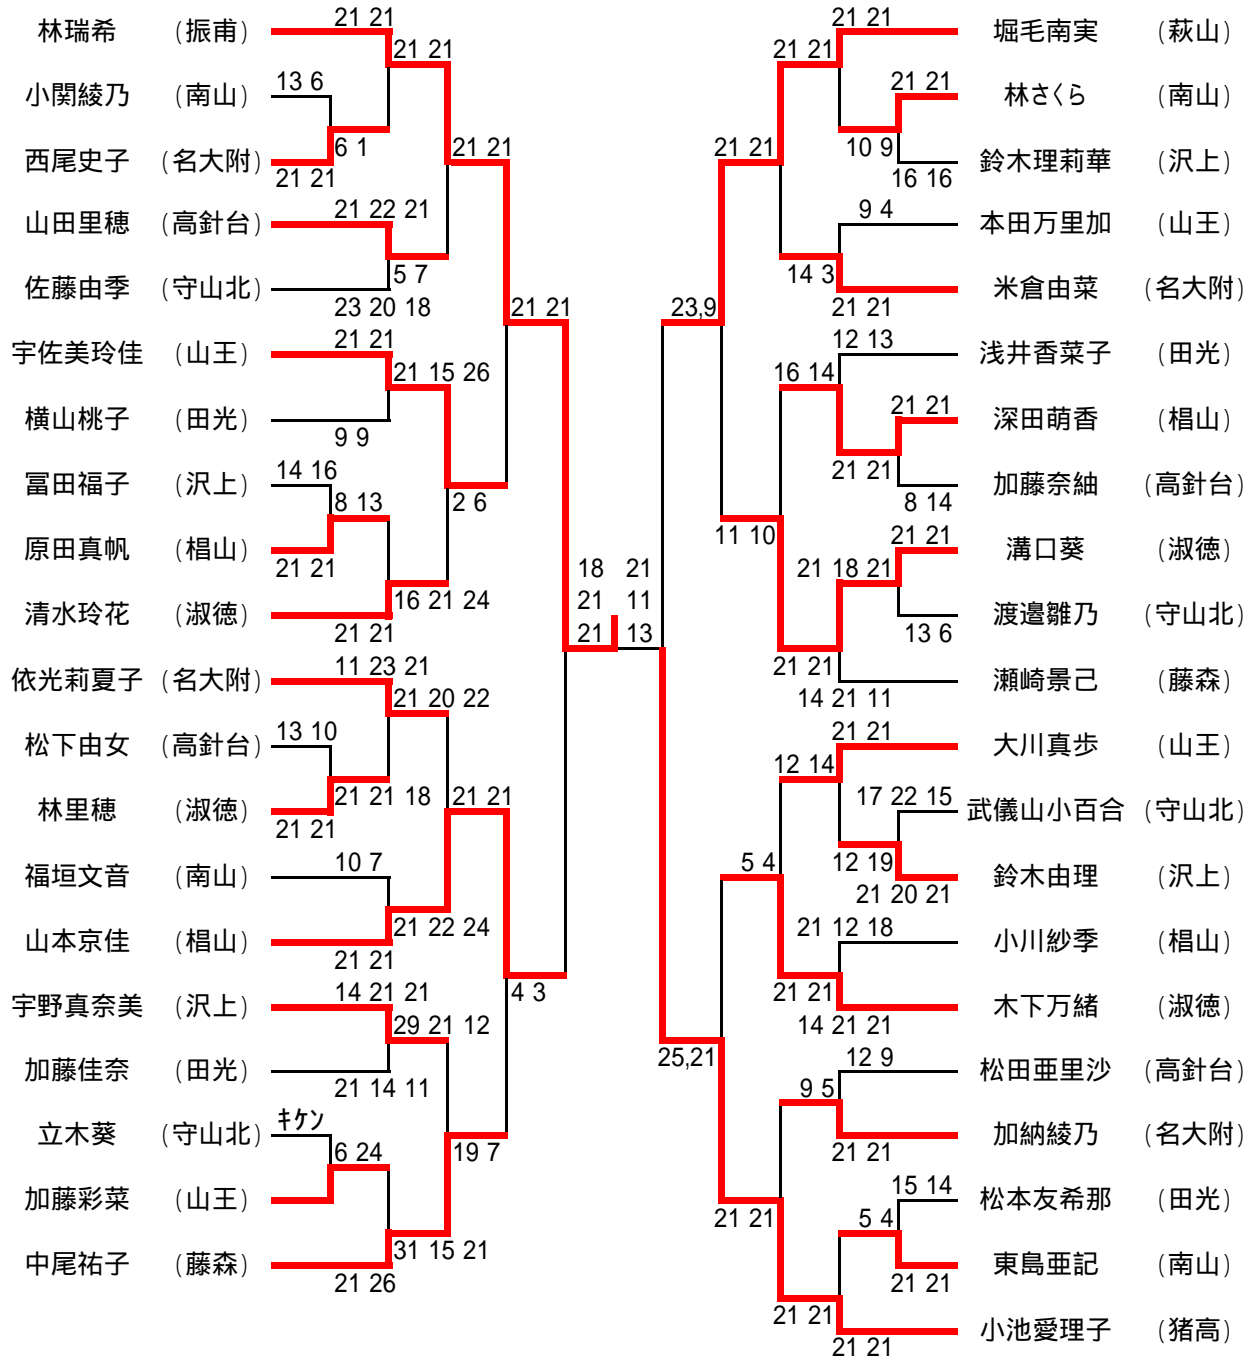 林瑞希 (振甫) 21 21
21 21
小関綾乃 (南山) 13 6
6 1
西尾史子 (名大附) 21 21
21 21
山田里穂 (高針台) 21 22 21
5 7
佐藤由季 (守山北) 23 20 18
21 21
宇佐美玲佳 (山王) 21 21
21 15 26
横山桃子 (田光) 9 9
冨田福子 (沢上) 14 16
8 13
2 6
原田真帆 (椙山) 21 21
16 21 24
清水玲花 (淑徳) 21 21
依光莉夏子 (名大附) 11 23 21
21 20 22
松下由女 (高針台) 13 10
21 21 18
21 21
林里穂 (淑徳) 21 21
福垣文音 (南山) 10 7
21 22 24
山本京佳 (椙山) 21 21
4 3
宇野真奈美 (沢上) 14 21 21
29 21 12
加藤佳奈 (田光) 21 14 11
立木葵 (守山北) キケン
6 24
19 7
加藤彩菜 (山王)
31 15 21
中尾祐子 (藤森) 21 26
18 21
21 11
21 13
21 21 堀毛南実 (萩山)
21 21
21 21 林さくら (南山)
10 9
21 21
16 16 鈴木理莉華 (沢上)
9 4 本田万里加 (山王)
14 3
21 21 米倉由菜 (名大附)
23,9
12 13 浅井香菜子 (田光)
16 14
21 21 深田萌香 (椙山)
21 21
8 14 加藤奈紬 (高針台)
11 10
21 21 溝口葵 (淑徳)
21 18 21
13 6 渡邉雛乃 (守山北)
21 21
14 21 11 瀬崎景己 (藤森)
21 21 大川真歩 (山王)
12 14
17 22 15 武儀山小百合 (守山北)
12 19
5 4
21 20 21 鈴木由理 (沢上)
21 12 18 小川紗季 (椙山)
21 21
14 21 21 木下万緒 (淑徳)
25,21
12 9 松田亜里沙 (高針台)
9 5
21 21 加納綾乃 (名大附)
15 14 松本友希那 (田光)
21 21
5 4
21 21 東島亜記 (南山)
21 21
21 21 小池愛理子 (猪高)